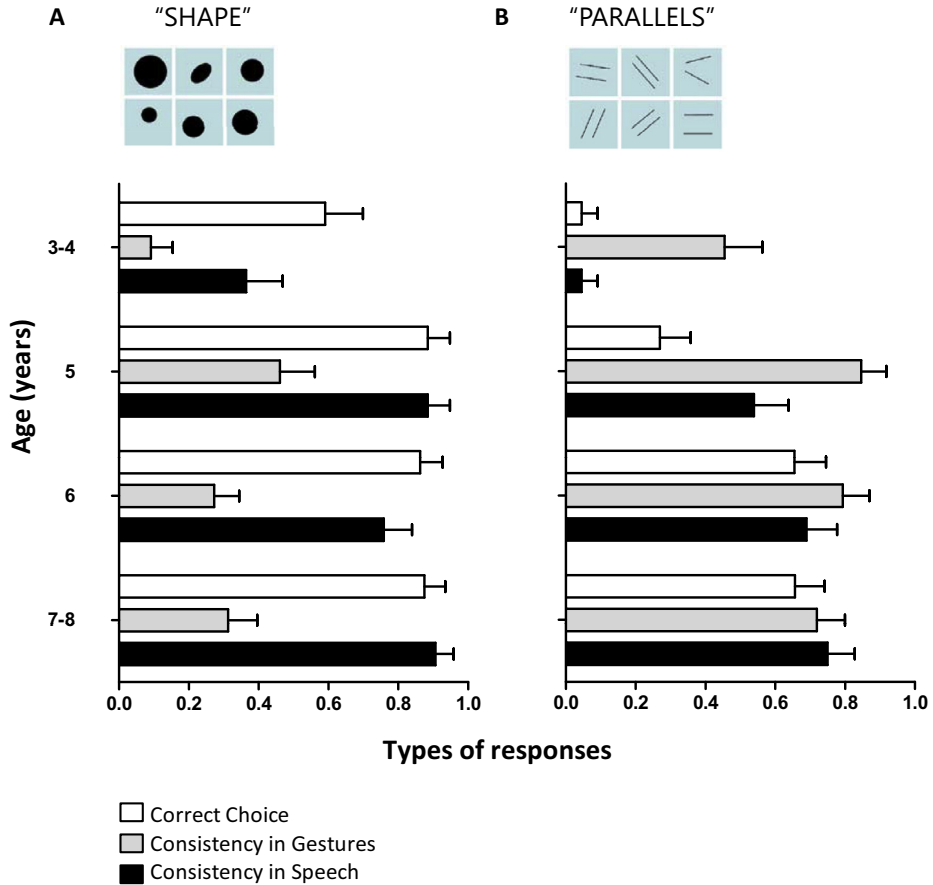 A “SHAPE”
B “PARALLELS”
Age (years)
3-4
5
6
7-8
0.0 0.2 0.4 0.6 0.8 1.0
0.0 0.2 0.4 0.6 0.8 1.0
Types of responses
Correct Choice
Consistency in Gestures
Consistency in Speech